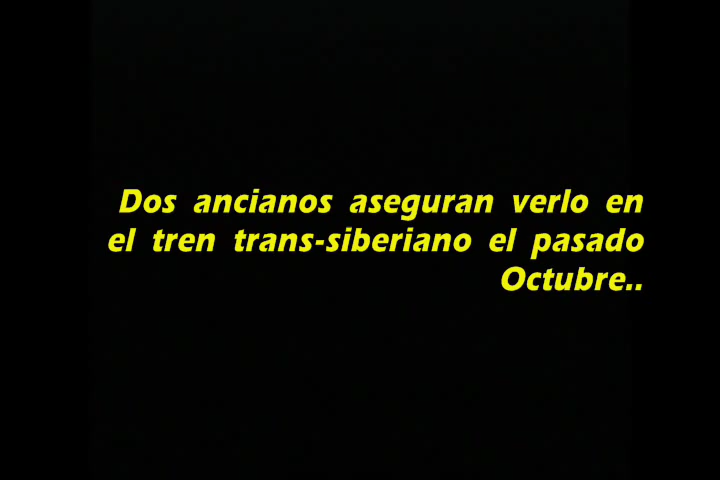 Dos ancianos aseguran verlo en
el tren trans-siberiano el pasado
Octubre..